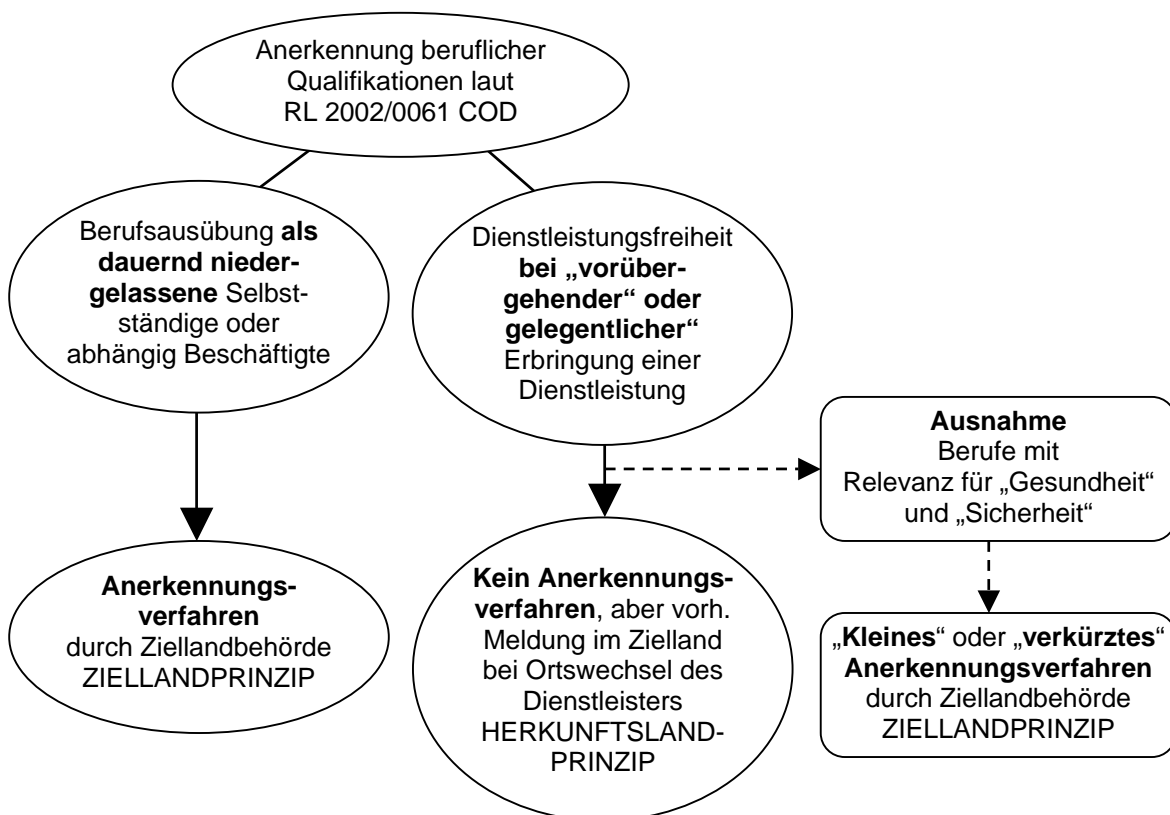 Anerkennung beruflicher
Qualifikationen laut
RL 2002/0061 COD
Berufsausübung als
dauernd nieder-
gelassene Selbst-
ständige oder
abhängig Beschäftigte
Dienstleistungsfreiheit
bei „vorüber-
gehender“ oder
gelegentlicher“
Erbringung einer
Dienstleistung
Ausnahme
Berufe mit
Relevanz für „Gesundheit“
und „Sicherheit“
Anerkennungs-
verfahren
durch Ziellandbehörde
ZIELLANDPRINZIP
Kein Anerkennungs-
verfahren, aber vorh.
Meldung im Zielland
bei Ortswechsel des
Dienstleisters
HERKUNFTSLAND-
PRINZIP
„Kleines“ oder „verkürztes“
Anerkennungsverfahren
durch Ziellandbehörde
ZIELLANDPRINZIP